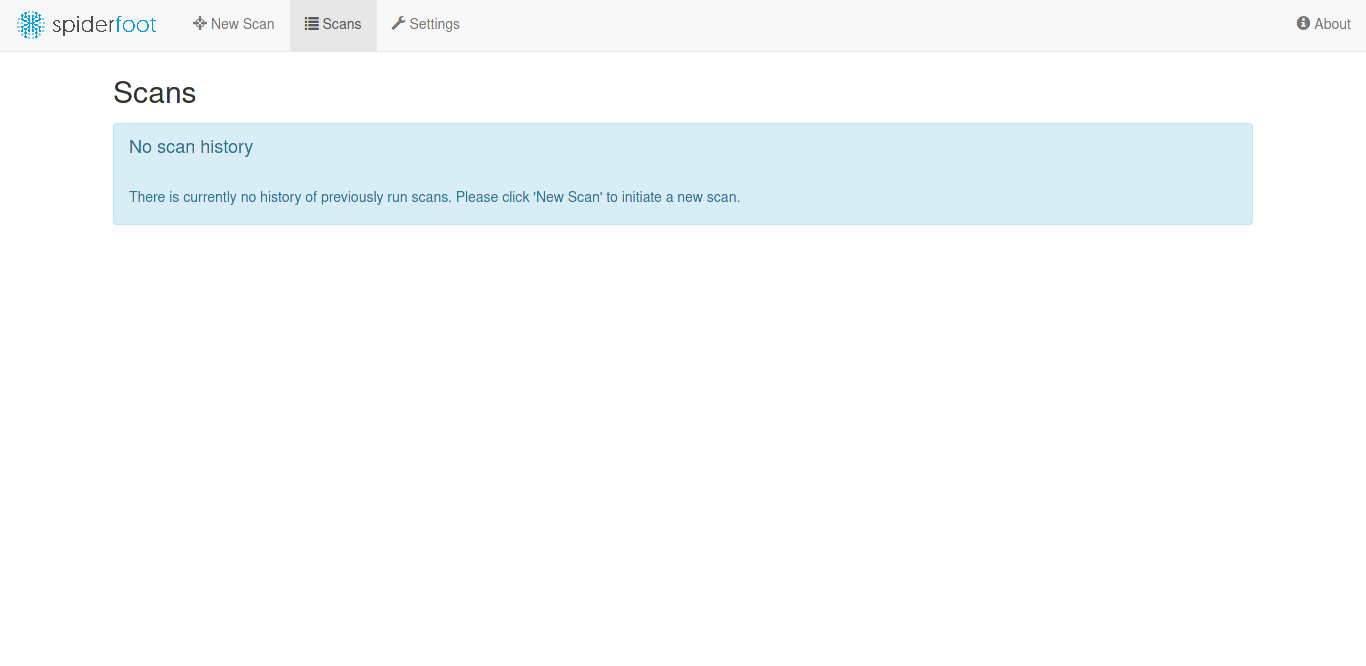 spiderfoot
New Scan
Scans
Settings
About
Scans
No scan history
There is currently no history of previously run scans. Please click 'New Scan' to initiate a new scan.